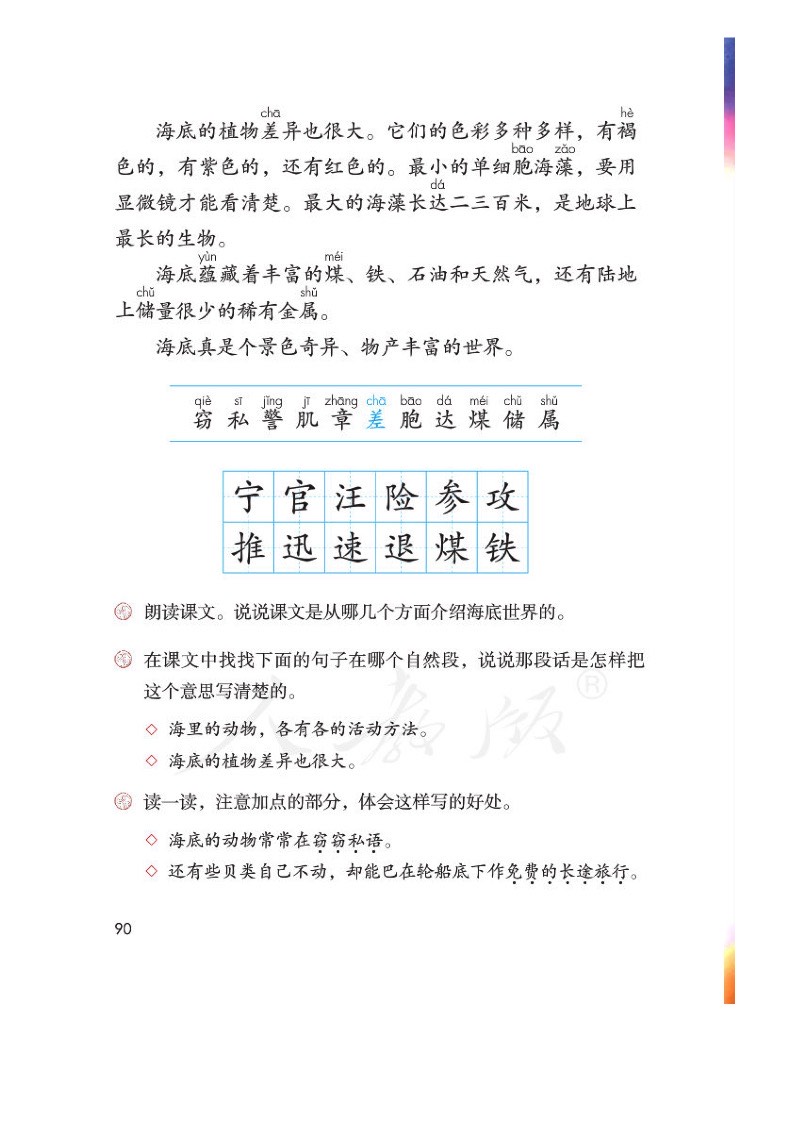 chā hè
海底的植物差异也很大。它们的色彩多种多样，有褐
bāo zǎo
色的，有紫色的，还有红色的。最小的单细胞海藻，要用
dá
显微镜才能看清楚。最大的海藻长达二三百米，是地球上
最长的生物。
yùn méi
海底蕴藏着丰富的煤、铁、石油和天然气，还有陆地
chǔ shǔ
上储量很少的稀有金属。
海底真是个景色奇异、物产丰富的世界。
qiè sī jǐng jī zhāng chā bāo dá méi chǔ shǔ
窃 私 警 肌 章 差 胞 达 煤 储 属
宁 官 汪 险 参 攻
推 迅 速 退 煤 铁
朗读课文。说说课文是从哪几个方面介绍海底世界的。
在课文中找找下面的句子在哪个自然段，说说那段话是怎样把
这个意思写清楚的。
◇ 海里的动物，各有各的活动方法。
◇ 海底的植物差异也很大。
读一读，注意加点的部分，体会这样写的好处。
◇ 海底的动物常常在窃窃私语。
◇ 还有些贝类自己不动，却能巴在轮船底下作免费的长途旅行。
人教版®
90